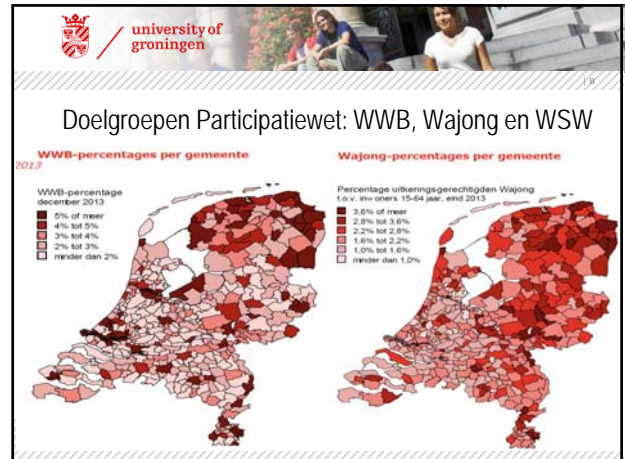 university of
groningen
| 8
Doelgroepen Participatiewet: WWB, Wajong en WSW
WWB-percentages per gemeente
2013
WWB-percentage
december 2013
5% of meer
4% tot 5%
3% tot 4%
2% tot 3%
minder dan 2%
Wajong-percentages per gemeente
Percentage uitkeringsgerechtigden Wajong
t.o.v. inwoners 15-64 jaar, eind 2013
3,6% of meer
2,8% tot 3,6%
2,2% tot 2,8%
1,6% tot 2,2%
1,0% tot 1,6%
minder dan 1,0%